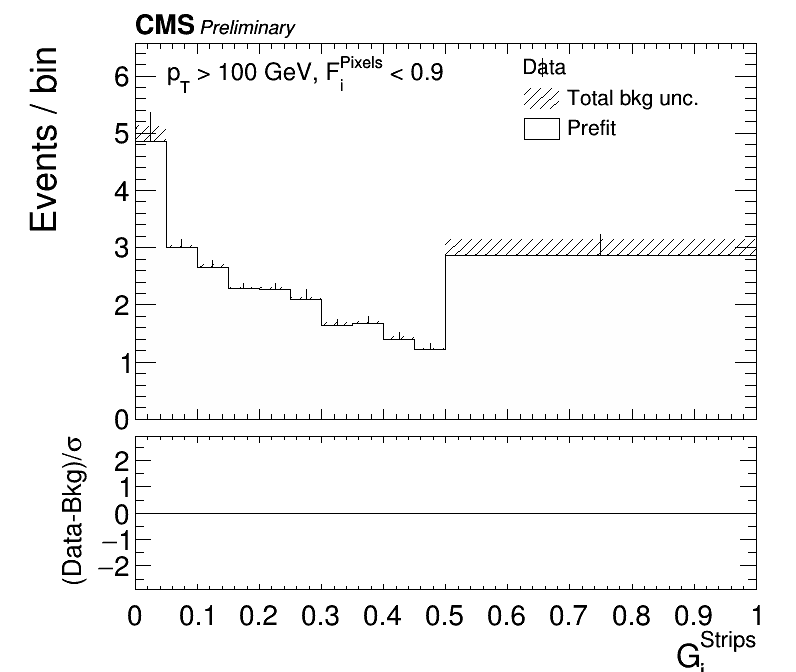 CMS Preliminary
p_T > 100 GeV, F_i^Pixels < 0.9
Data
Total bkg unc.
Prefit
Events / bin
6
5
4
3
2
1
0
(Data-Bkg)/σ
2
1
0
−1
−2
0 0.1 0.2 0.3 0.4 0.5 0.6 0.7 0.8 0.9 1
G_i^Strips